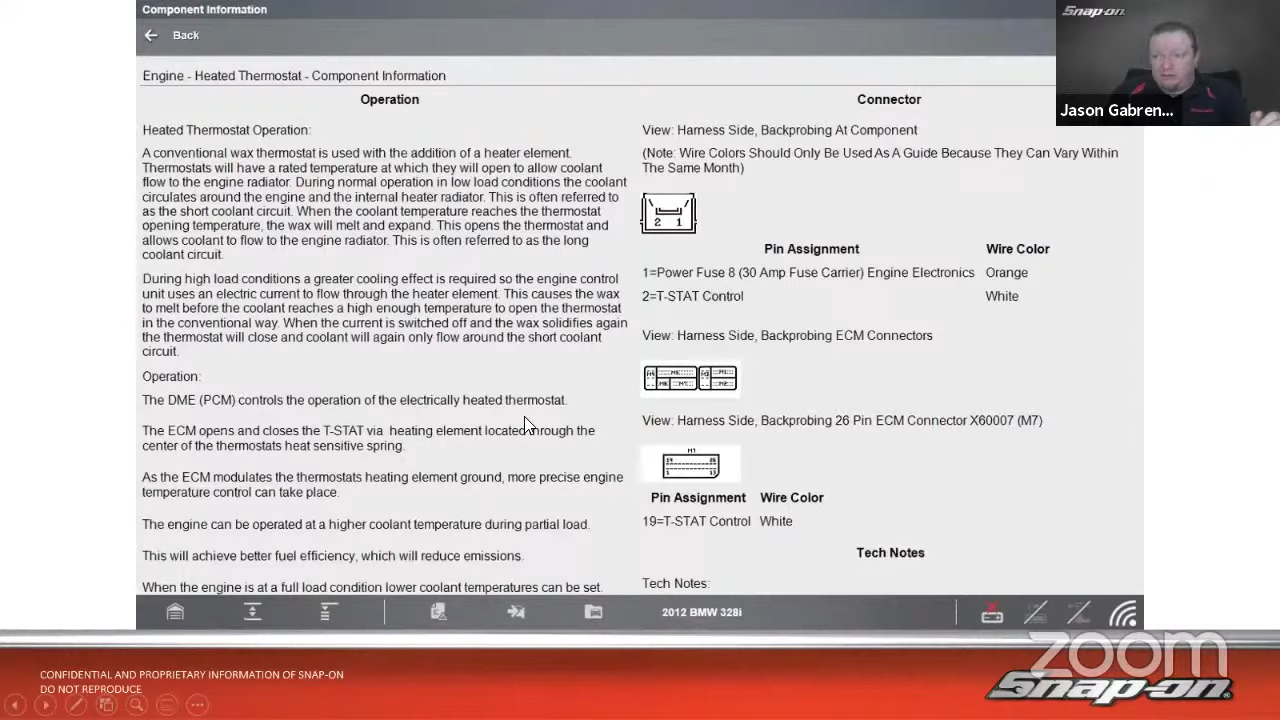 Component Information
Back
Snap-on
Jason Gabren...
Engine - Heated Thermostat - Component Information
Operation
Heated Thermostat Operation:
A conventional wax thermostat is used with the addition of a heater element.
Thermostats will have a rated temperature at which they will open to allow coolant
flow to the engine radiator. During normal operation in low load conditions the coolant
circulates around the engine and the internal heater radiator. This is often referred to
as the short coolant circuit. When the coolant temperature reaches the thermostat
opening temperature, the wax will melt and expand. This opens the thermostat and
allows coolant to flow to the engine radiator. This is often referred to as the long
coolant circuit.
During high load conditions a greater cooling effect is required so the engine control
unit uses an electric current to flow through the heater element. This causes the wax
to melt before the coolant reaches a high enough temperature to open the thermostat
in the conventional way. When the current is switched off and the wax solidifies again
the thermostat will close and coolant will again only flow around the short coolant
circuit.
Operation:
The DME (PCM) controls the operation of the electrically heated thermostat.
The ECM opens and closes the T-STAT via heating element located through the
center of the thermostats heat sensitive spring.
As the ECM modulates the thermostats heating element ground, more precise engine
temperature control can take place.
The engine can be operated at a higher coolant temperature during partial load.
This will achieve better fuel efficiency, which will reduce emissions.
When the engine is at a full load condition lower coolant temperatures can be set.
Connector
View: Harness Side, Backprobing At Component
(Note: Wire Colors Should Only Be Used As A Guide Because They Can Vary Within
The Same Month)
2 1
Pin Assignment Wire Color
1=Power Fuse 8 (30 Amp Fuse Carrier) Engine Electronics Orange
2=T-STAT Control White
View: Harness Side, Backprobing ECM Connectors
View: Harness Side, Backprobing 26 Pin ECM Connector X60007 (M7)
M7
Pin Assignment Wire Color
19=T-STAT Control White
Tech Notes
Tech Notes:
2012 BMW 328i
zoom
CONFIDENTIAL AND PROPRIETARY INFORMATION OF SNAP-ON
DO NOT REPRODUCE
Snap-on